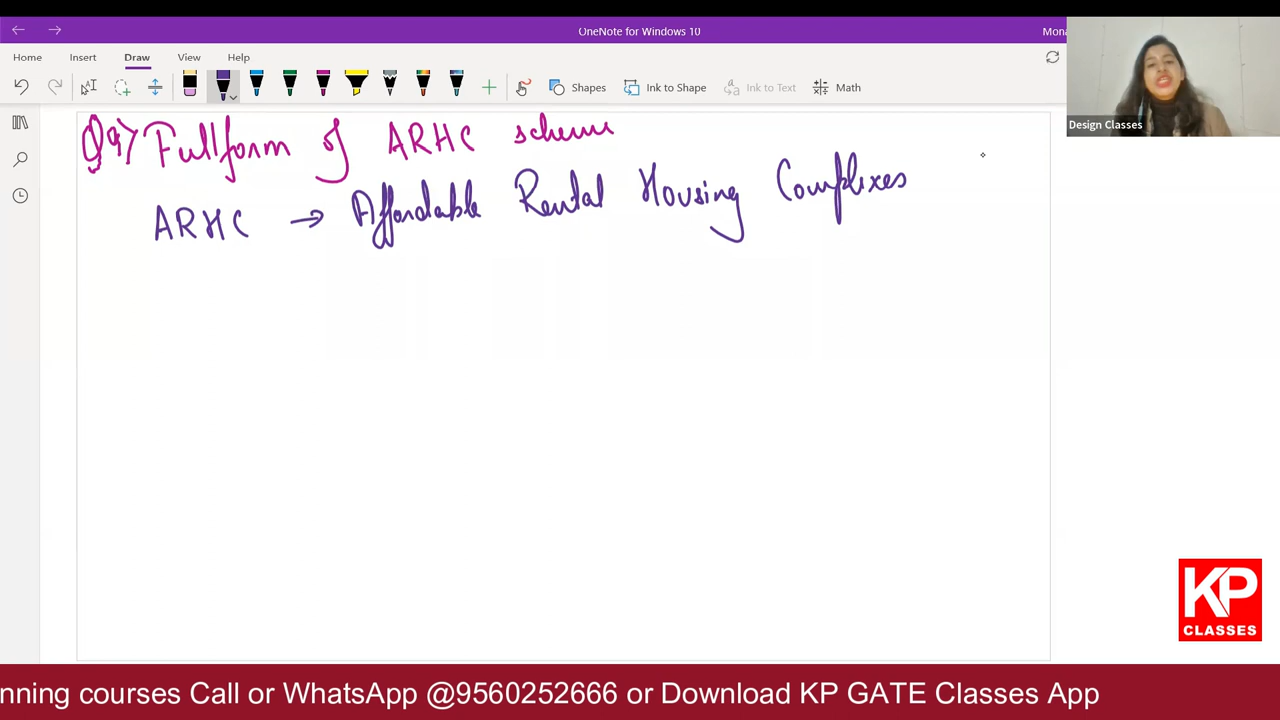 OneNote for Windows 10
Mona
Home Insert Draw View Help
Shapes Ink to Shape Ink to Text Math
Design Classes
Q9> Fullform of ARHC scheme
ARHC → Affordable Rental Housing Complexes
KP
CLASSES
nning courses Call or WhatsApp @9560252666 or Download KP GATE Classes App